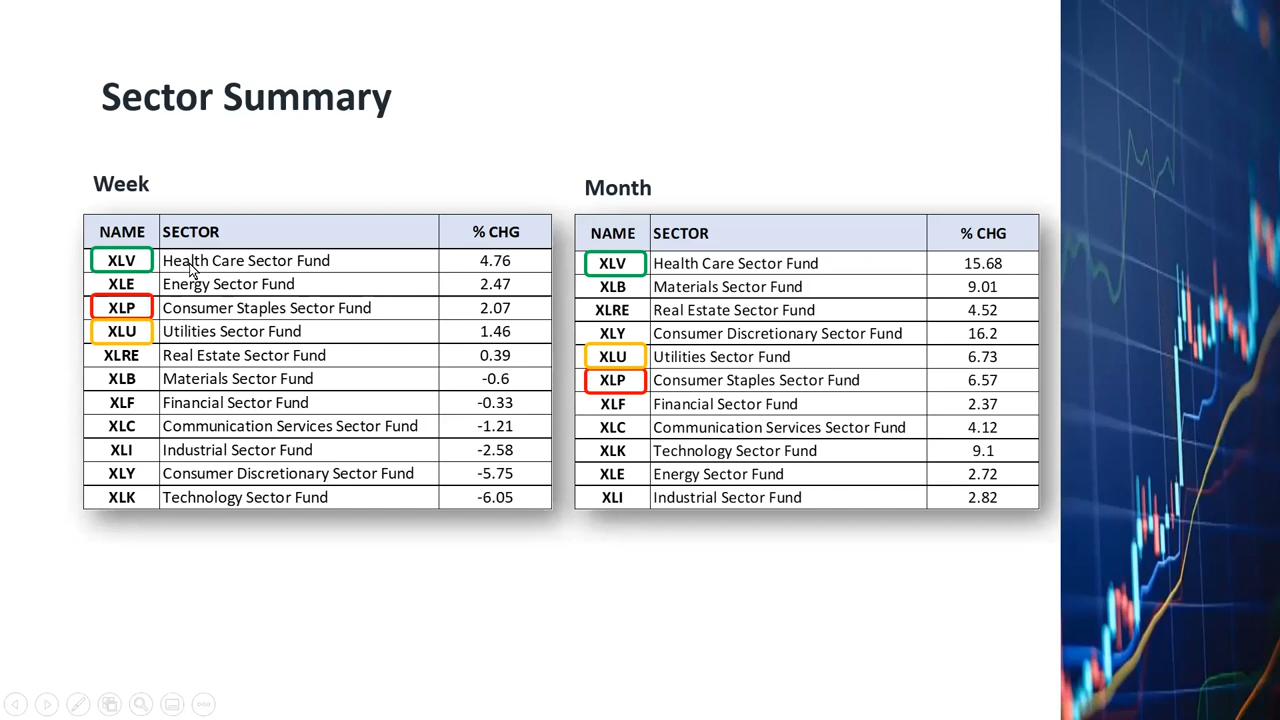 Sector Summary
Week
NAME SECTOR % CHG
XLV Health Care Sector Fund 4.76
XLE Energy Sector Fund 2.47
XLP Consumer Staples Sector Fund 2.07
XLU Utilities Sector Fund 1.46
XLRE Real Estate Sector Fund 0.39
XLB Materials Sector Fund -0.6
XLF Financial Sector Fund -0.33
XLC Communication Services Sector Fund -1.21
XLI Industrial Sector Fund -2.58
XLY Consumer Discretionary Sector Fund -5.75
XLK Technology Sector Fund -6.05
Month
NAME SECTOR % CHG
XLV Health Care Sector Fund 15.68
XLB Materials Sector Fund 9.01
XLRE Real Estate Sector Fund 4.52
XLY Consumer Discretionary Sector Fund 16.2
XLU Utilities Sector Fund 6.73
XLP Consumer Staples Sector Fund 6.57
XLF Financial Sector Fund 2.37
XLC Communication Services Sector Fund 4.12
XLK Technology Sector Fund 9.1
XLE Energy Sector Fund 2.72
XLI Industrial Sector Fund 2.82